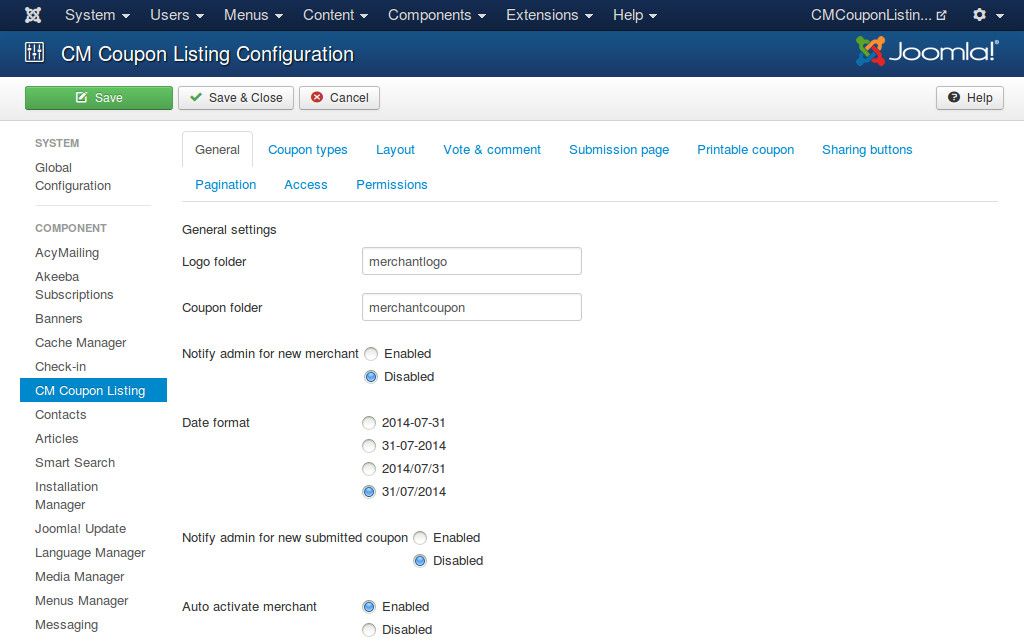 System Users Menus Content Components Extensions Help CMCouponListin...
CM Coupon Listing Configuration
Joomla!®
Save Save & Close Cancel Help
SYSTEM
Global
Configuration
COMPONENT
AcyMailing
Akeeba
Subscriptions
Banners
Cache Manager
Check-in
CM Coupon Listing
Contacts
Articles
Smart Search
Installation
Manager
Joomla! Update
Language Manager
Media Manager
Menus Manager
Messaging
General Coupon types Layout Vote & comment Submission page Printable coupon Sharing buttons
Pagination Access Permissions
General settings
Logo folder merchantlogo
Coupon folder merchantcoupon
Notify admin for new merchant Enabled
Disabled
Date format 2014-07-31
31-07-2014
2014/07/31
31/07/2014
Notify admin for new submitted coupon Enabled
Disabled
Auto activate merchant Enabled
Disabled